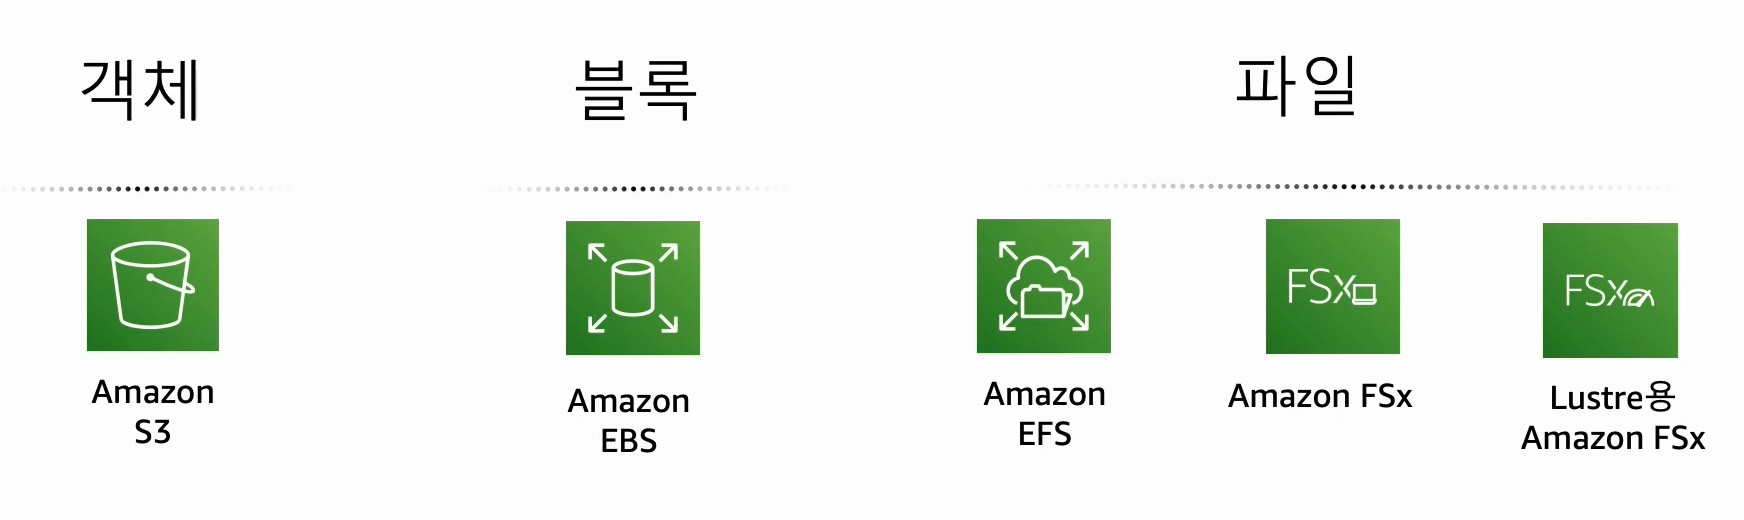 객체
블록
파일
FSx
FSx
Amazon
S3
Amazon
EBS
Amazon
EFS
Amazon FSx
Lustre용
Amazon FSx